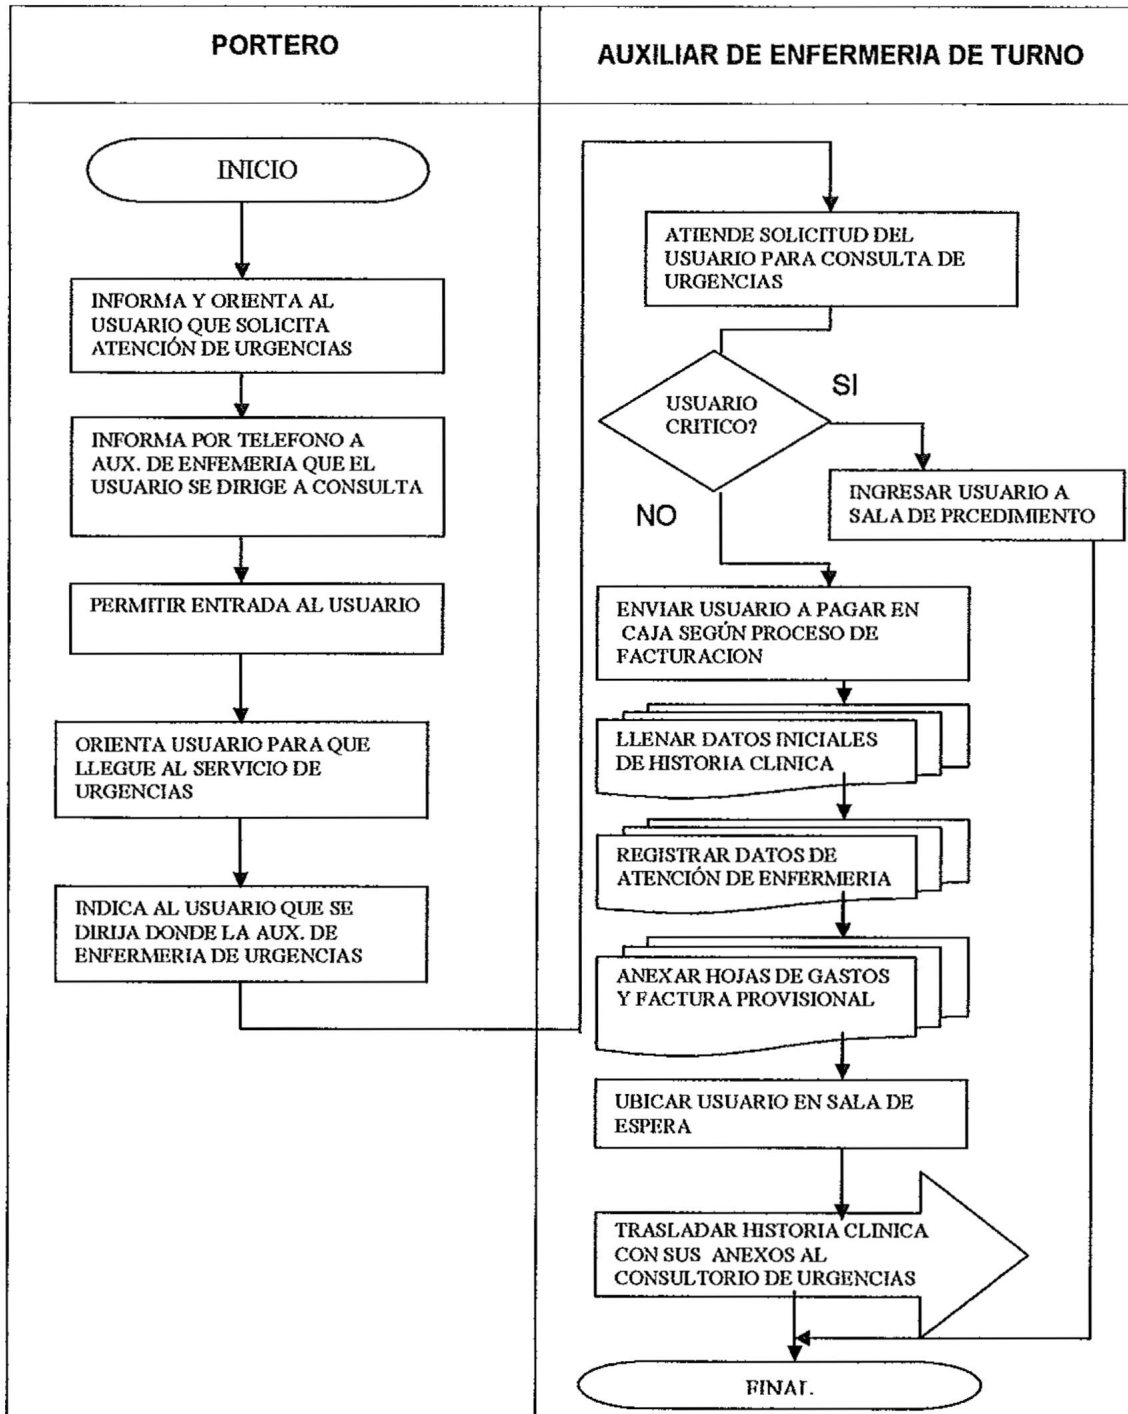 PORTERO
AUXILIAR DE ENFERMERIA DE TURNO
INICIO
INFORMA Y ORIENTA AL
USUARIO QUE SOLICITA
ATENCIÓN DE URGENCIAS
INFORMA POR TELEFONO A
AUX. DE ENFEMERIA QUE EL
USUARIO SE DIRIGE A CONSULTA
PERMITIR ENTRADA AL USUARIO
ORIENTA USUARIO PARA QUE
LLEGUE AL SERVICIO DE
URGENCIAS
INDICA AL USUARIO QUE SE
DIRIJA DONDE LA AUX. DE
ENFERMERIA DE URGENCIAS
ATIENDE SOLICITUD DEL
USUARIO PARA CONSULTA DE
URGENCIAS
USUARIO
CRITICO?
SI
NO
INGRESAR USUARIO A
SALA DE PRCEDIMIENTO
ENVIAR USUARIO A PAGAR EN
CAJA SEGÚN PROCESO DE
FACTURACION
LLENAR DATOS INICIALES
DE HISTORIA CLINICA
REGISTRAR DATOS DE
ATENCIÓN DE ENFERMERIA
ANEXAR HOJAS DE GASTOS
Y FACTURA PROVISIONAL
UBICAR USUARIO EN SALA DE
ESPERA
TRASLADAR HISTORIA CLINICA
CON SUS ANEXOS AL
CONSULTORIO DE URGENCIAS
FINAL